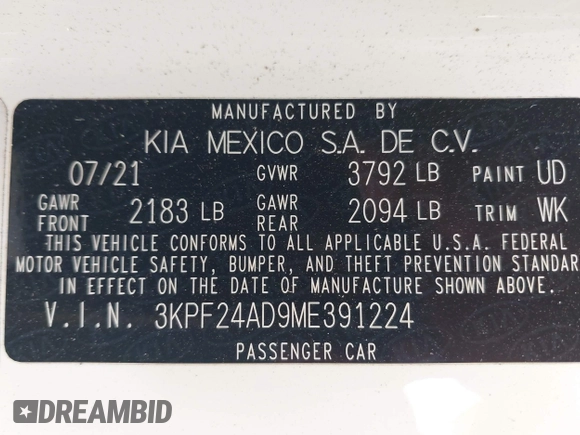 MANUFACTURED BY
KIA MEXICO S.A. DE C.V.
07/21 GVWR 3792 LB PAINT UD
GAWR FRONT 2183 LB GAWR REAR 2094 LB TRIM WK
THIS VEHICLE CONFORMS TO ALL APPLICABLE U.S.A. FEDERAL
MOTOR VEHICLE SAFETY, BUMPER, AND THEFT PREVENTION STANDAR
IN EFFECT ON THE DATE OF MANUFACTURE SHOWN ABOVE.
V.I.N. 3KPF24AD9ME391224
PASSENGER CAR
DREAMBID